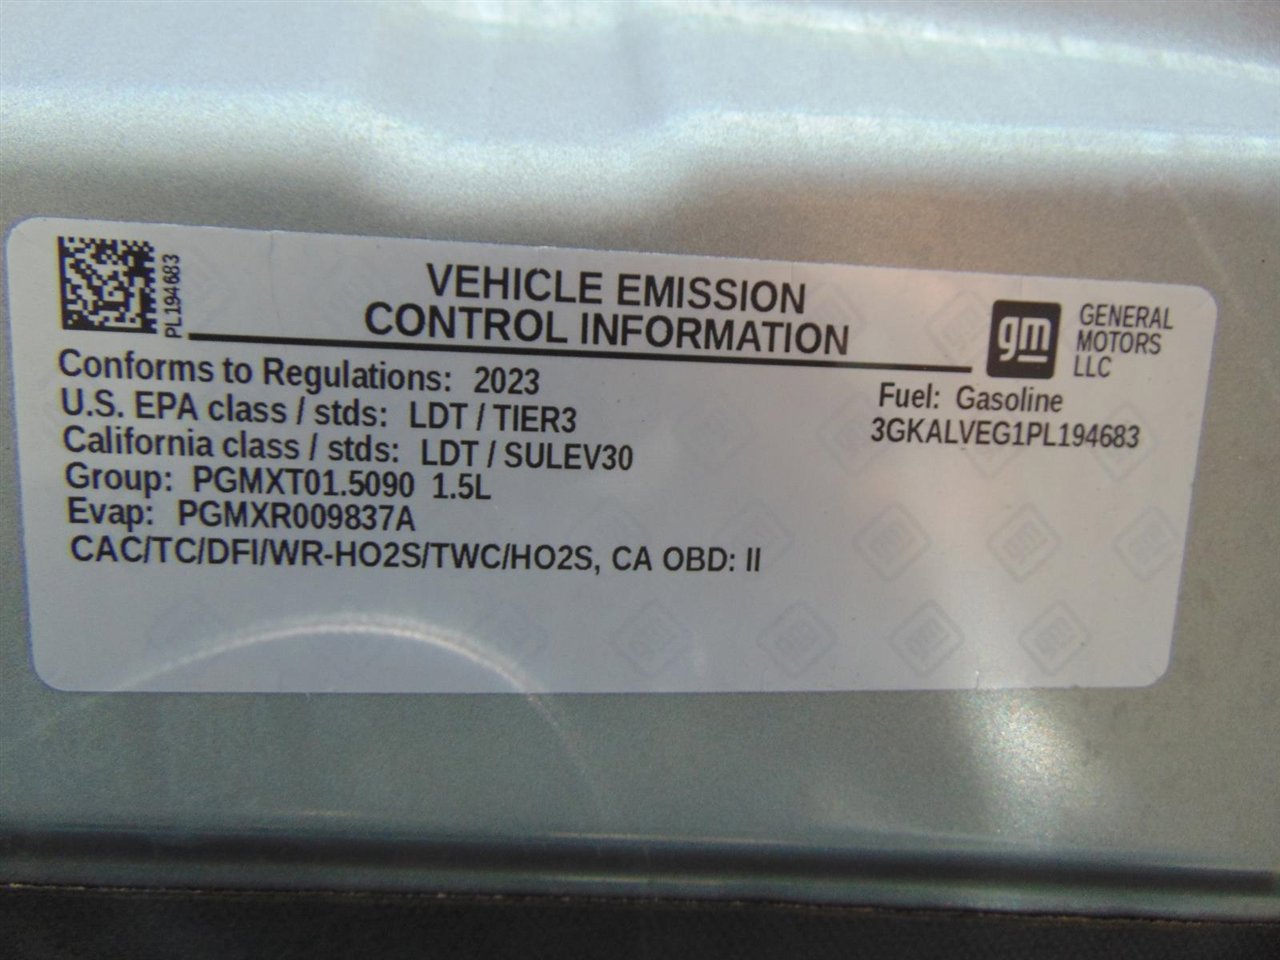 PL194683
VEHICLE EMISSION
CONTROL INFORMATION
gm
GENERAL
MOTORS
LLC
Conforms to Regulations: 2023
U.S. EPA class / stds: LDT / TIER3
California class / stds: LDT / SULEV30
Group: PGMXT01.5090 1.5L
Evap: PGMXR009837A
CAC/TC/DFI/WR-HO2S/TWC/HO2S, CA OBD: II
Fuel: Gasoline
3GKALVEG1PL194683